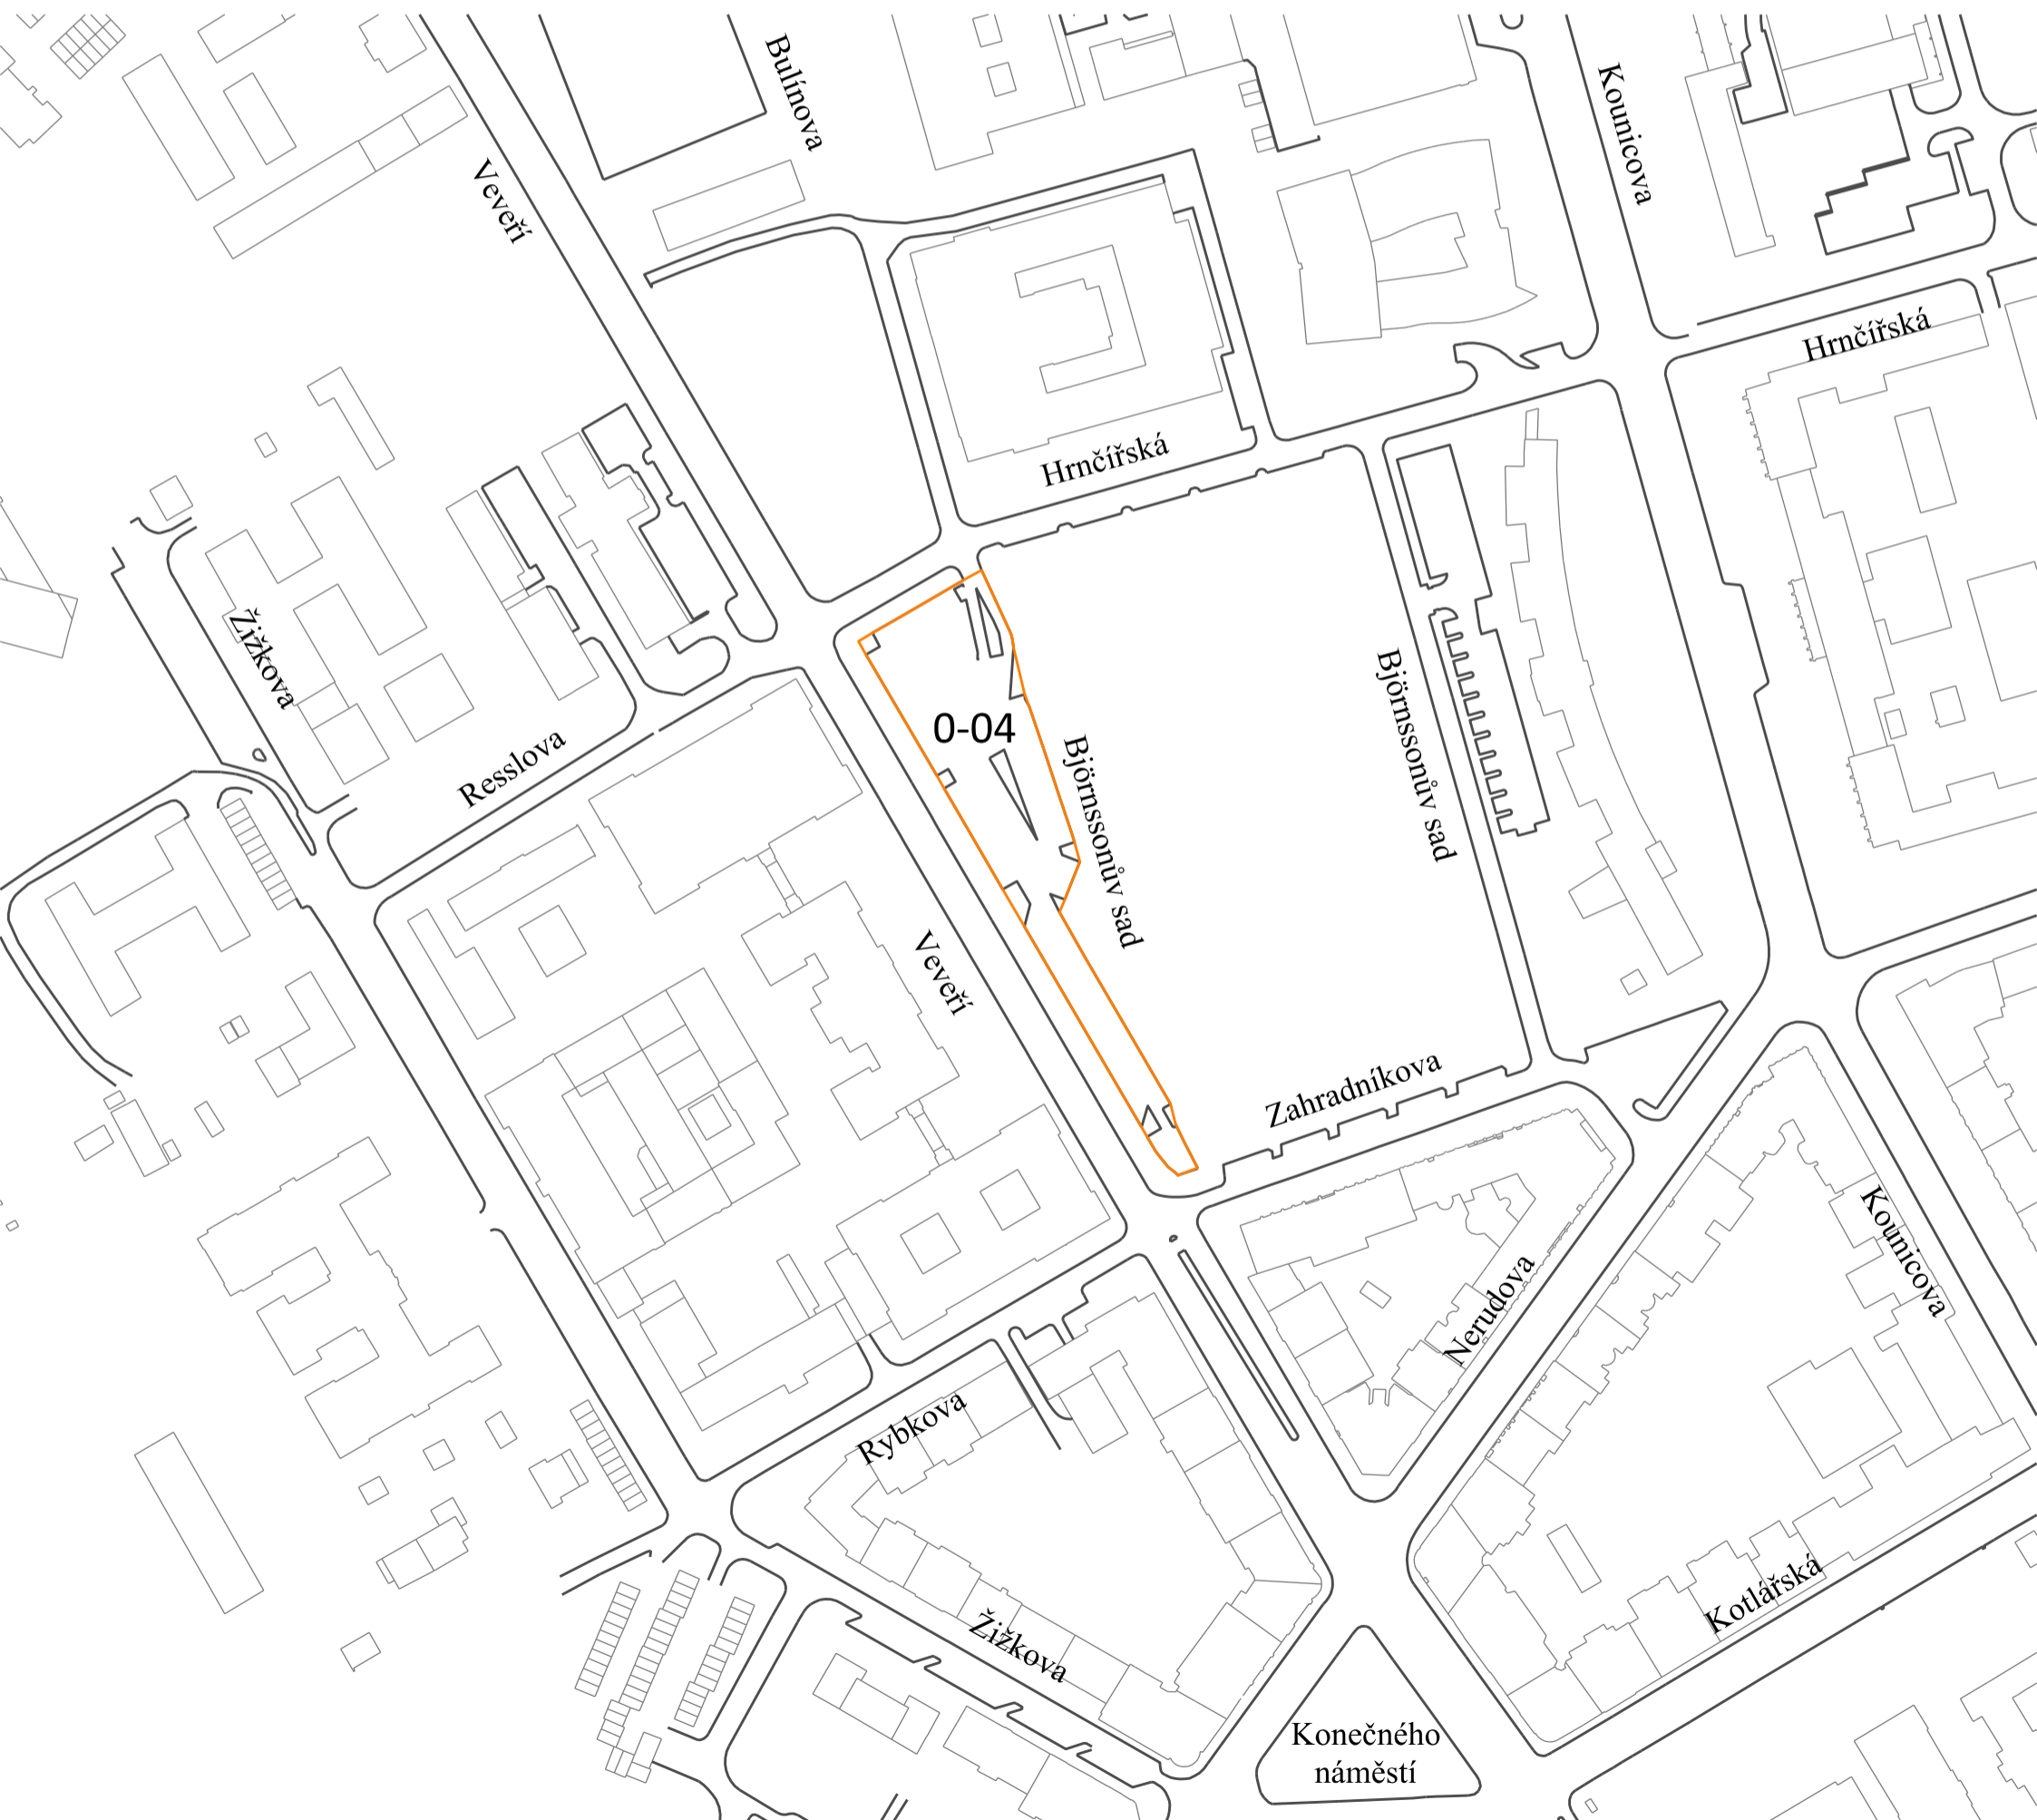 Bulínova
Kounicova
Veveří
Hrnčířská
Hrnčířská
Žižkova
Björnssonův sad
0-04
Resslova
Björnssonův sad
Veveří
Zahradníkova
Kounicova
Nerudova
Rybkova
Kotlářská
Žižkova
Konečného
náměstí